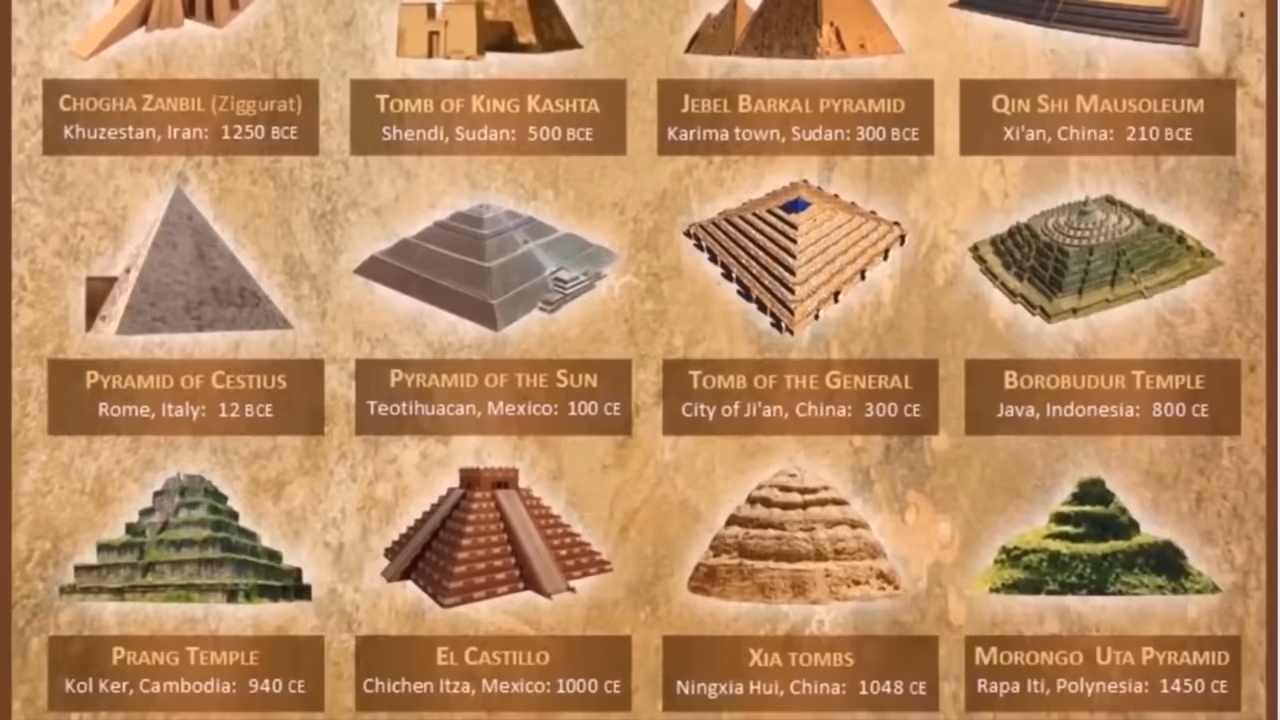 CHOGHA ZANBIL (Ziggurat)
Khuzestan, Iran: 1250 BCE
TOMB OF KING KASHTA
Shendi, Sudan: 500 BCE
JEBEL BARKAL PYRAMID
Karima town, Sudan: 300 BCE
QIN SHI MAUSOLEUM
Xi'an, China: 210 BCE
PYRAMID OF CESTIUS
Rome, Italy: 12 BCE
PYRAMID OF THE SUN
Teotihuacan, Mexico: 100 CE
TOMB OF THE GENERAL
City of Ji'an, China: 300 CE
BOROBUDUR TEMPLE
Java, Indonesia: 800 CE
PRANG TEMPLE
Kol Ker, Cambodia: 940 CE
EL CASTILLO
Chichen Itza, Mexico: 1000 CE
XIA TOMBS
Ningxia Hui, China: 1048 CE
MORONGO UTA PYRAMID
Rapa Iti, Polynesia: 1450 CE